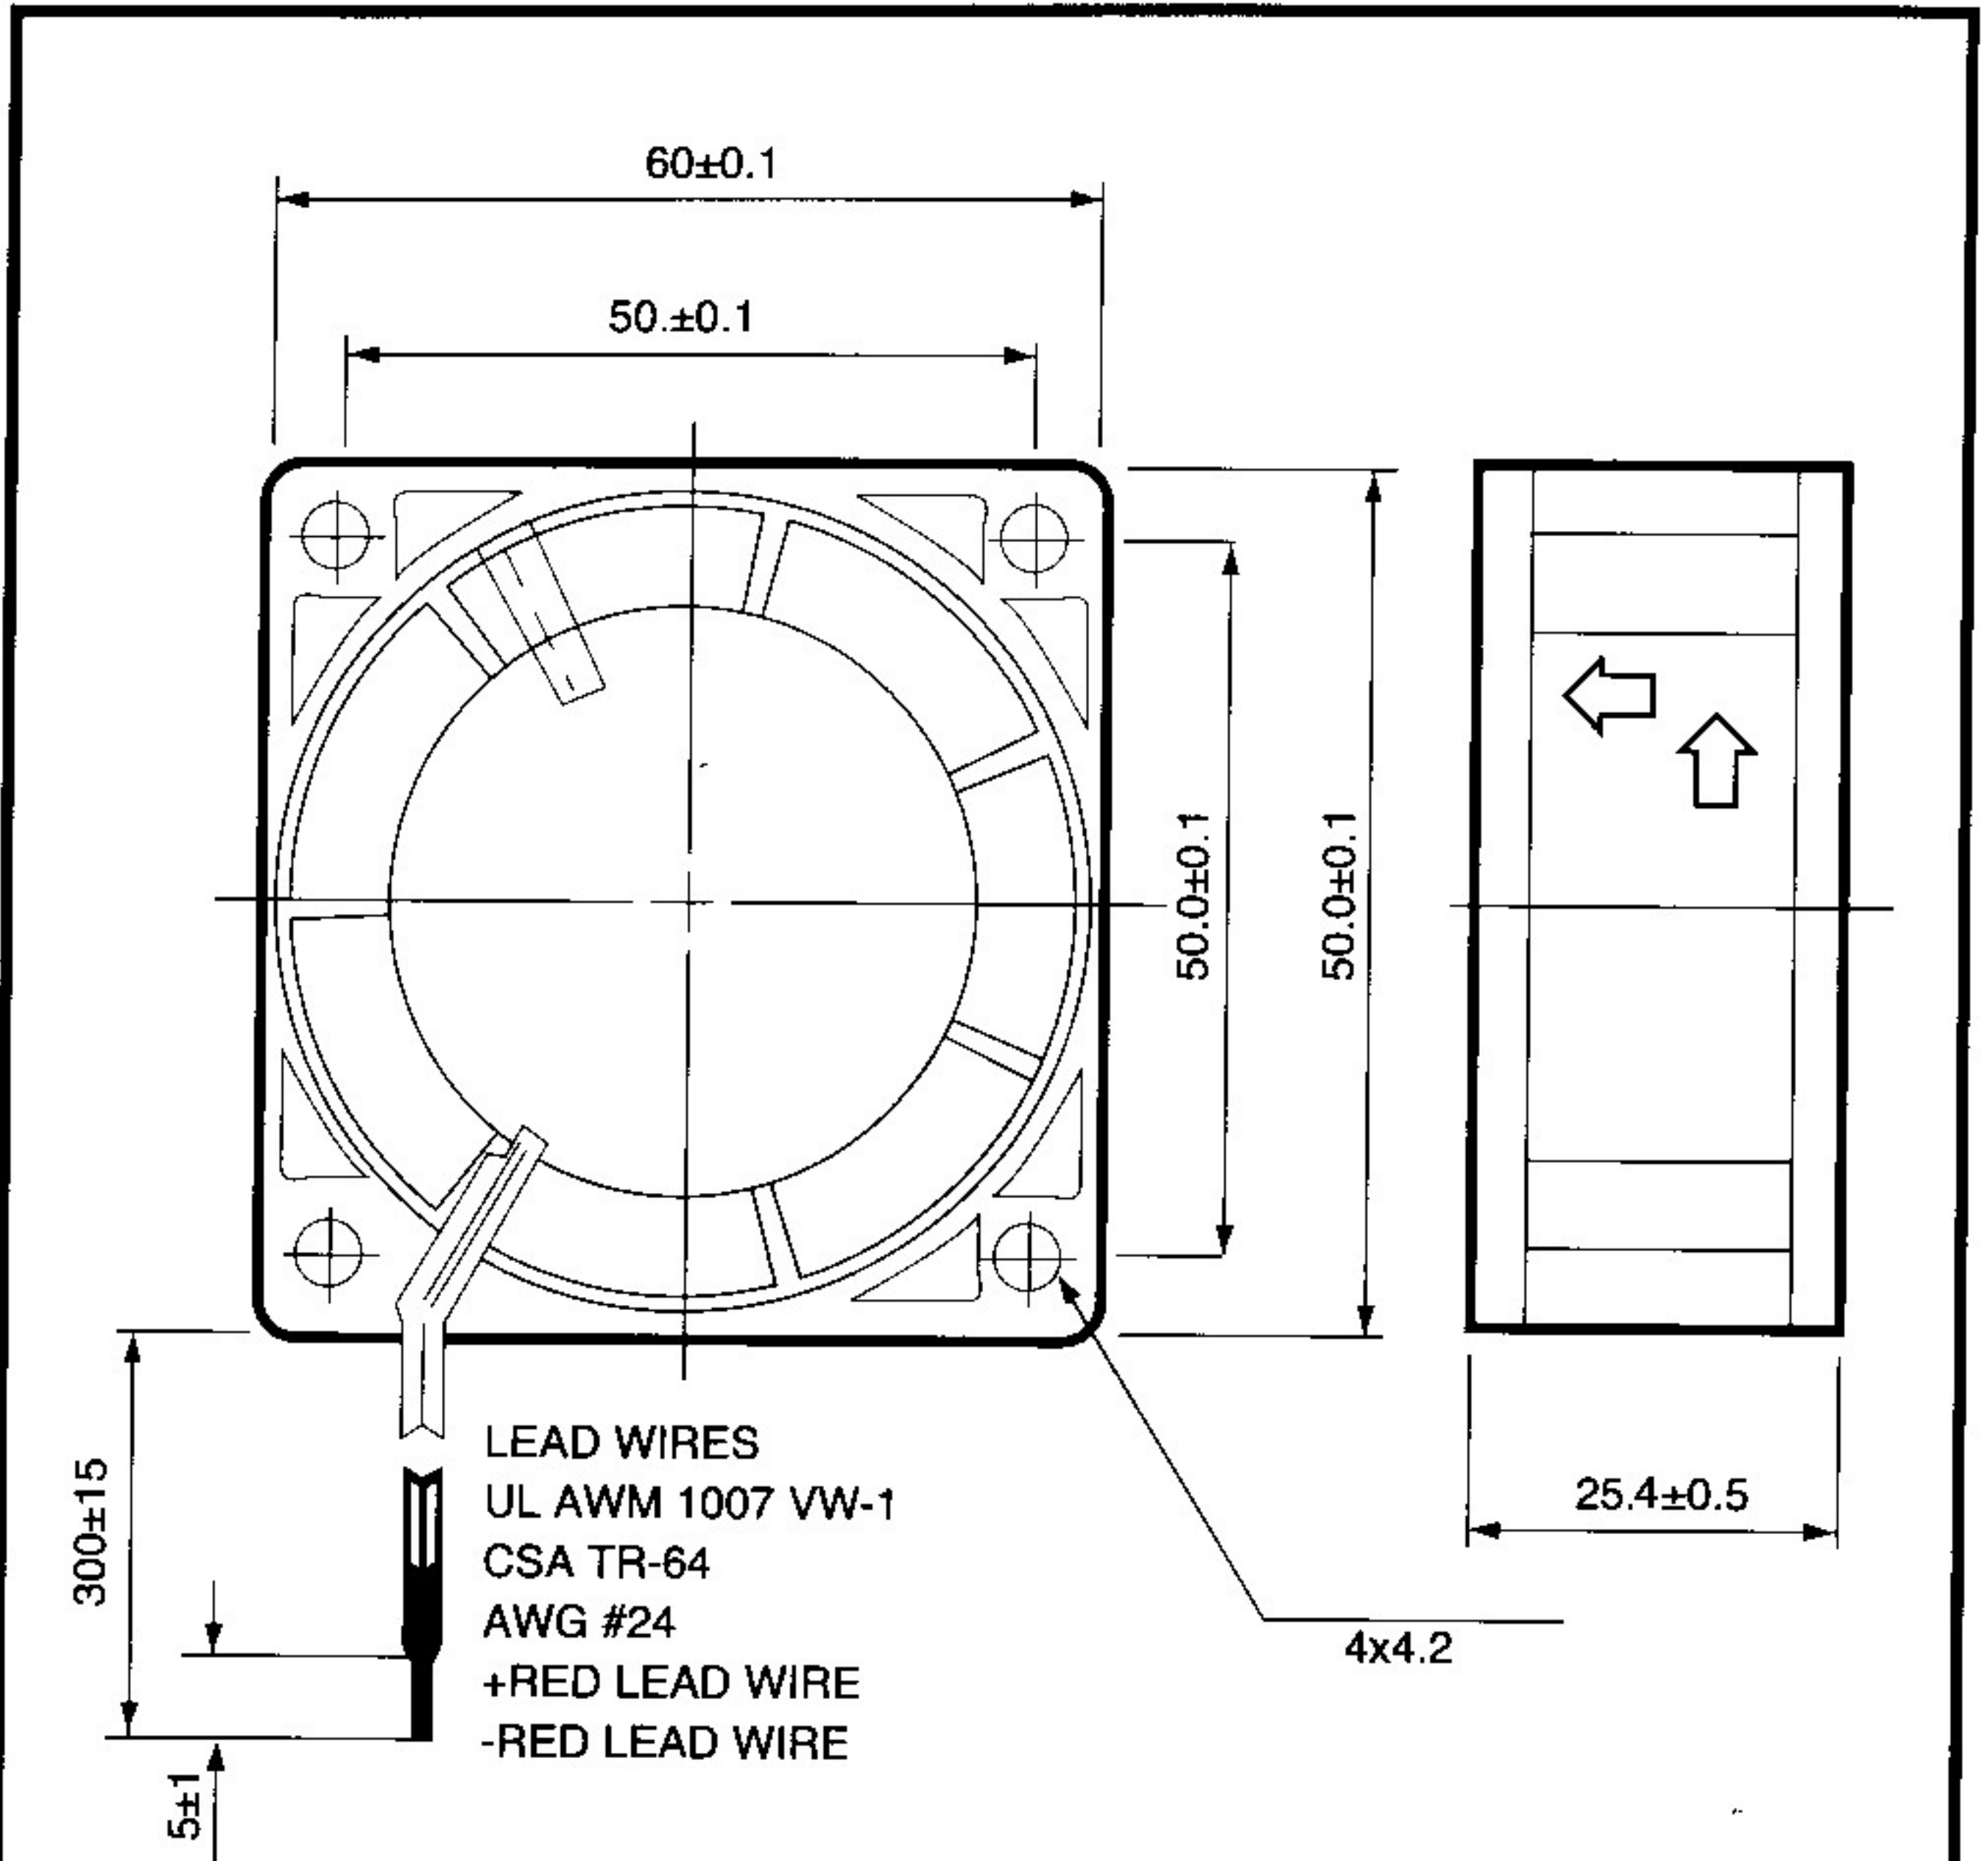 60±0.1
50.±0.1
50.0±0.1
50.0±0.1
300±15
5±1
LEAD WIRES
UL AWM 1007 VW-1
CSA TR-64
AWG #24
+RED LEAD WIRE
-RED LEAD WIRE
25.4±0.5
4x4.2